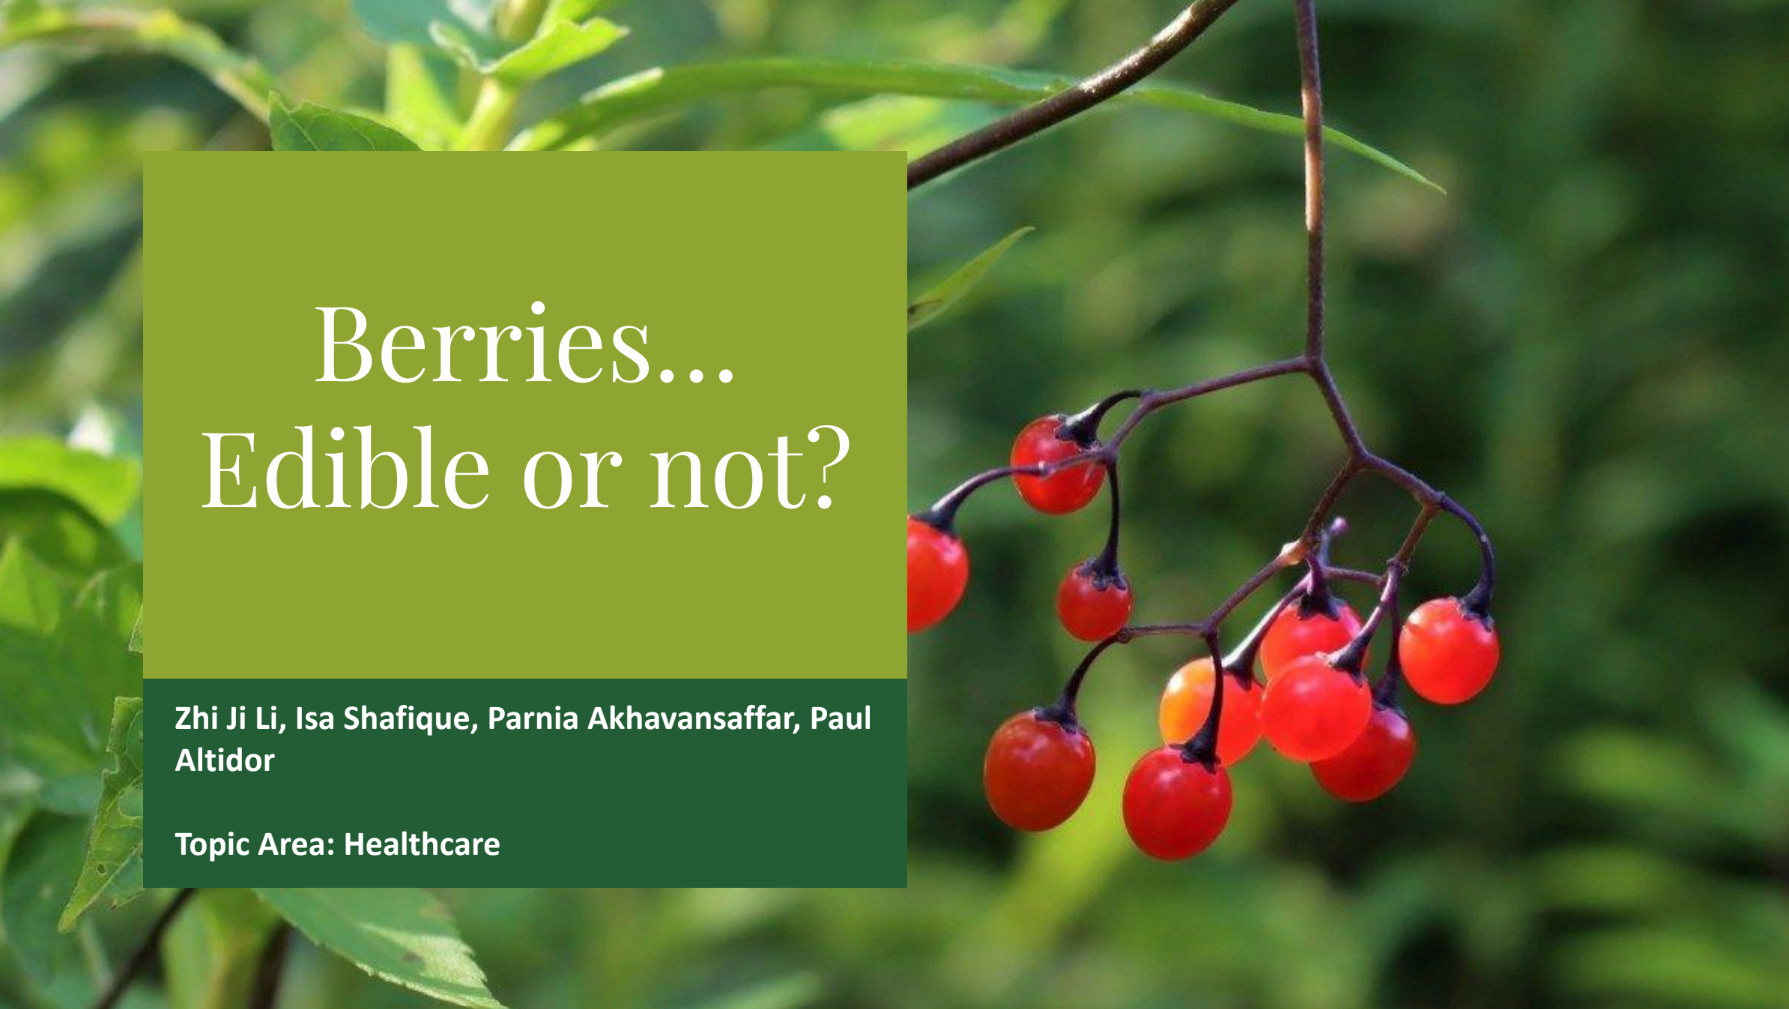 Berries...
Edible or not?
Zhi Ji Li, Isa Shafique, Parnia Akhavansaffar, Paul
Altidor
Topic Area: Healthcare